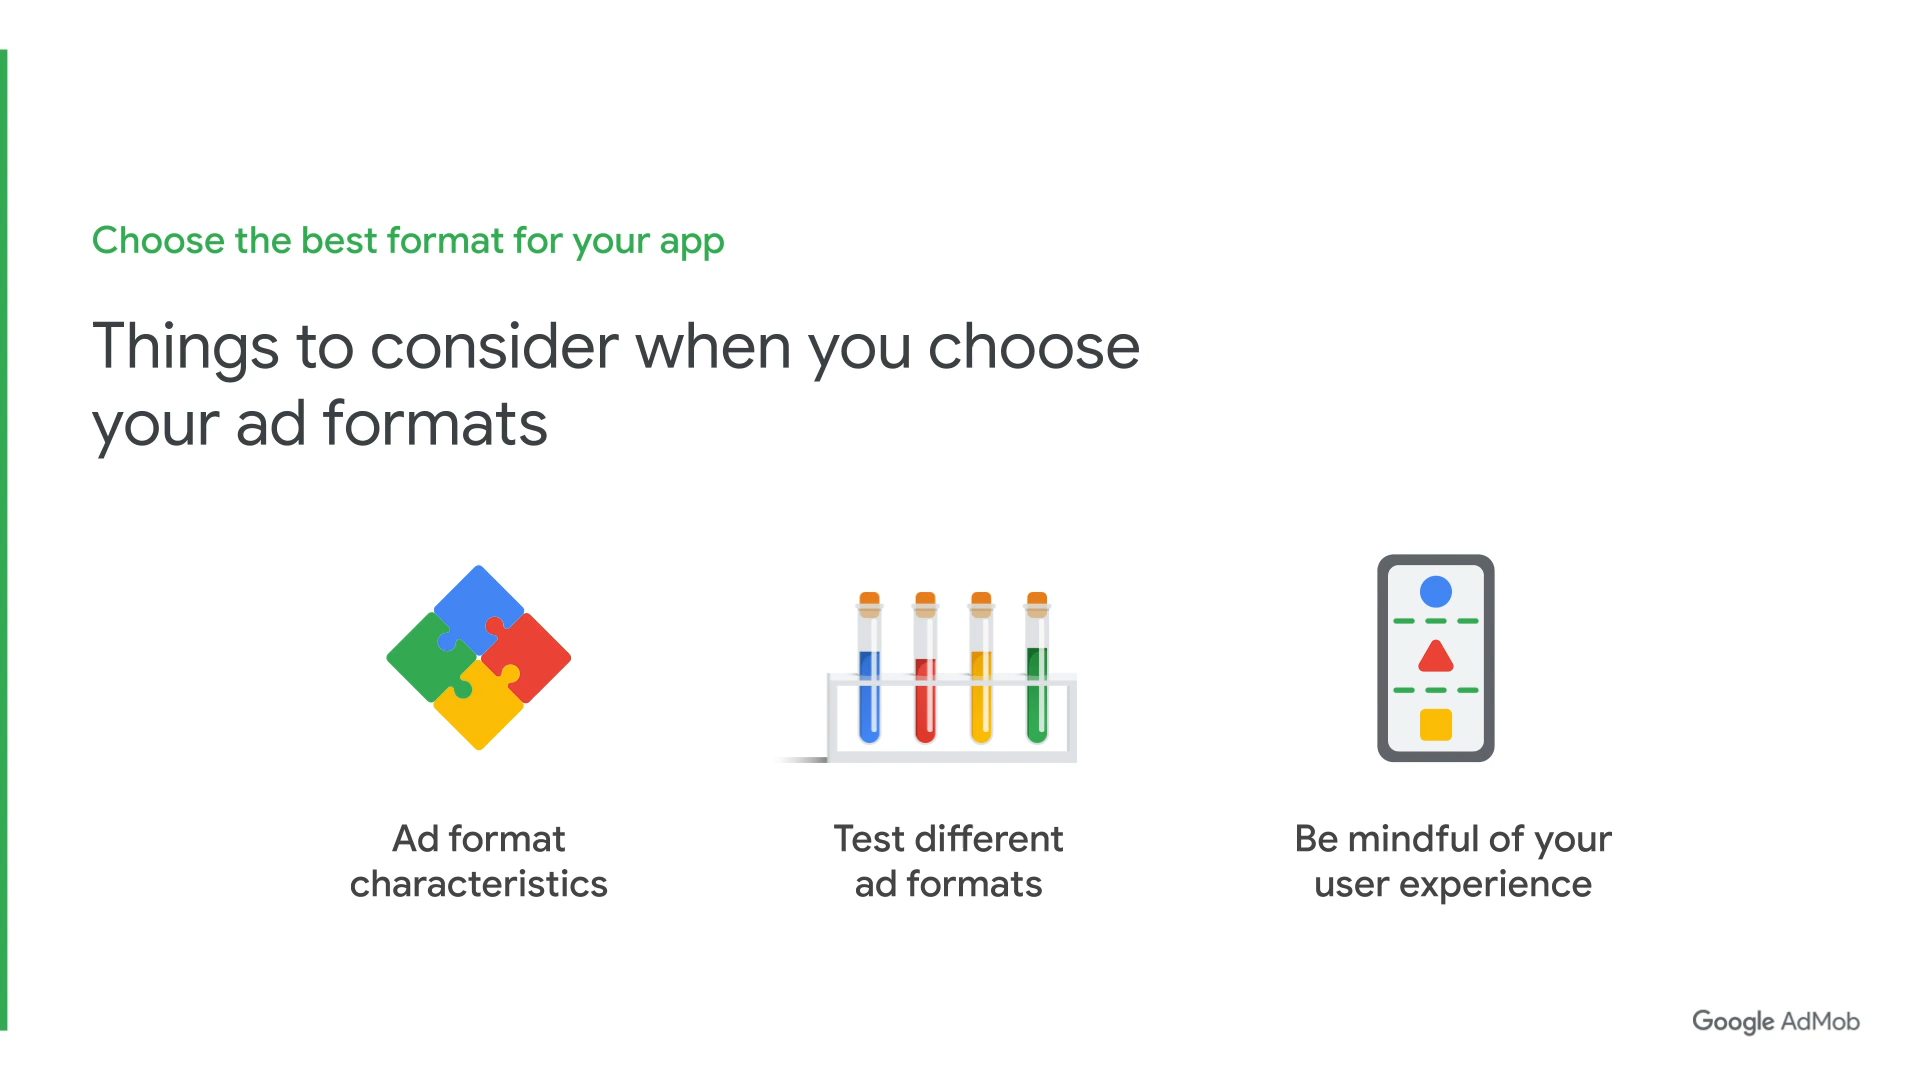 Choose the best format for your app
Things to consider when you choose
your ad formats
Ad format
characteristics
Test different
ad formats
Be mindful of your
user experience
Google AdMob